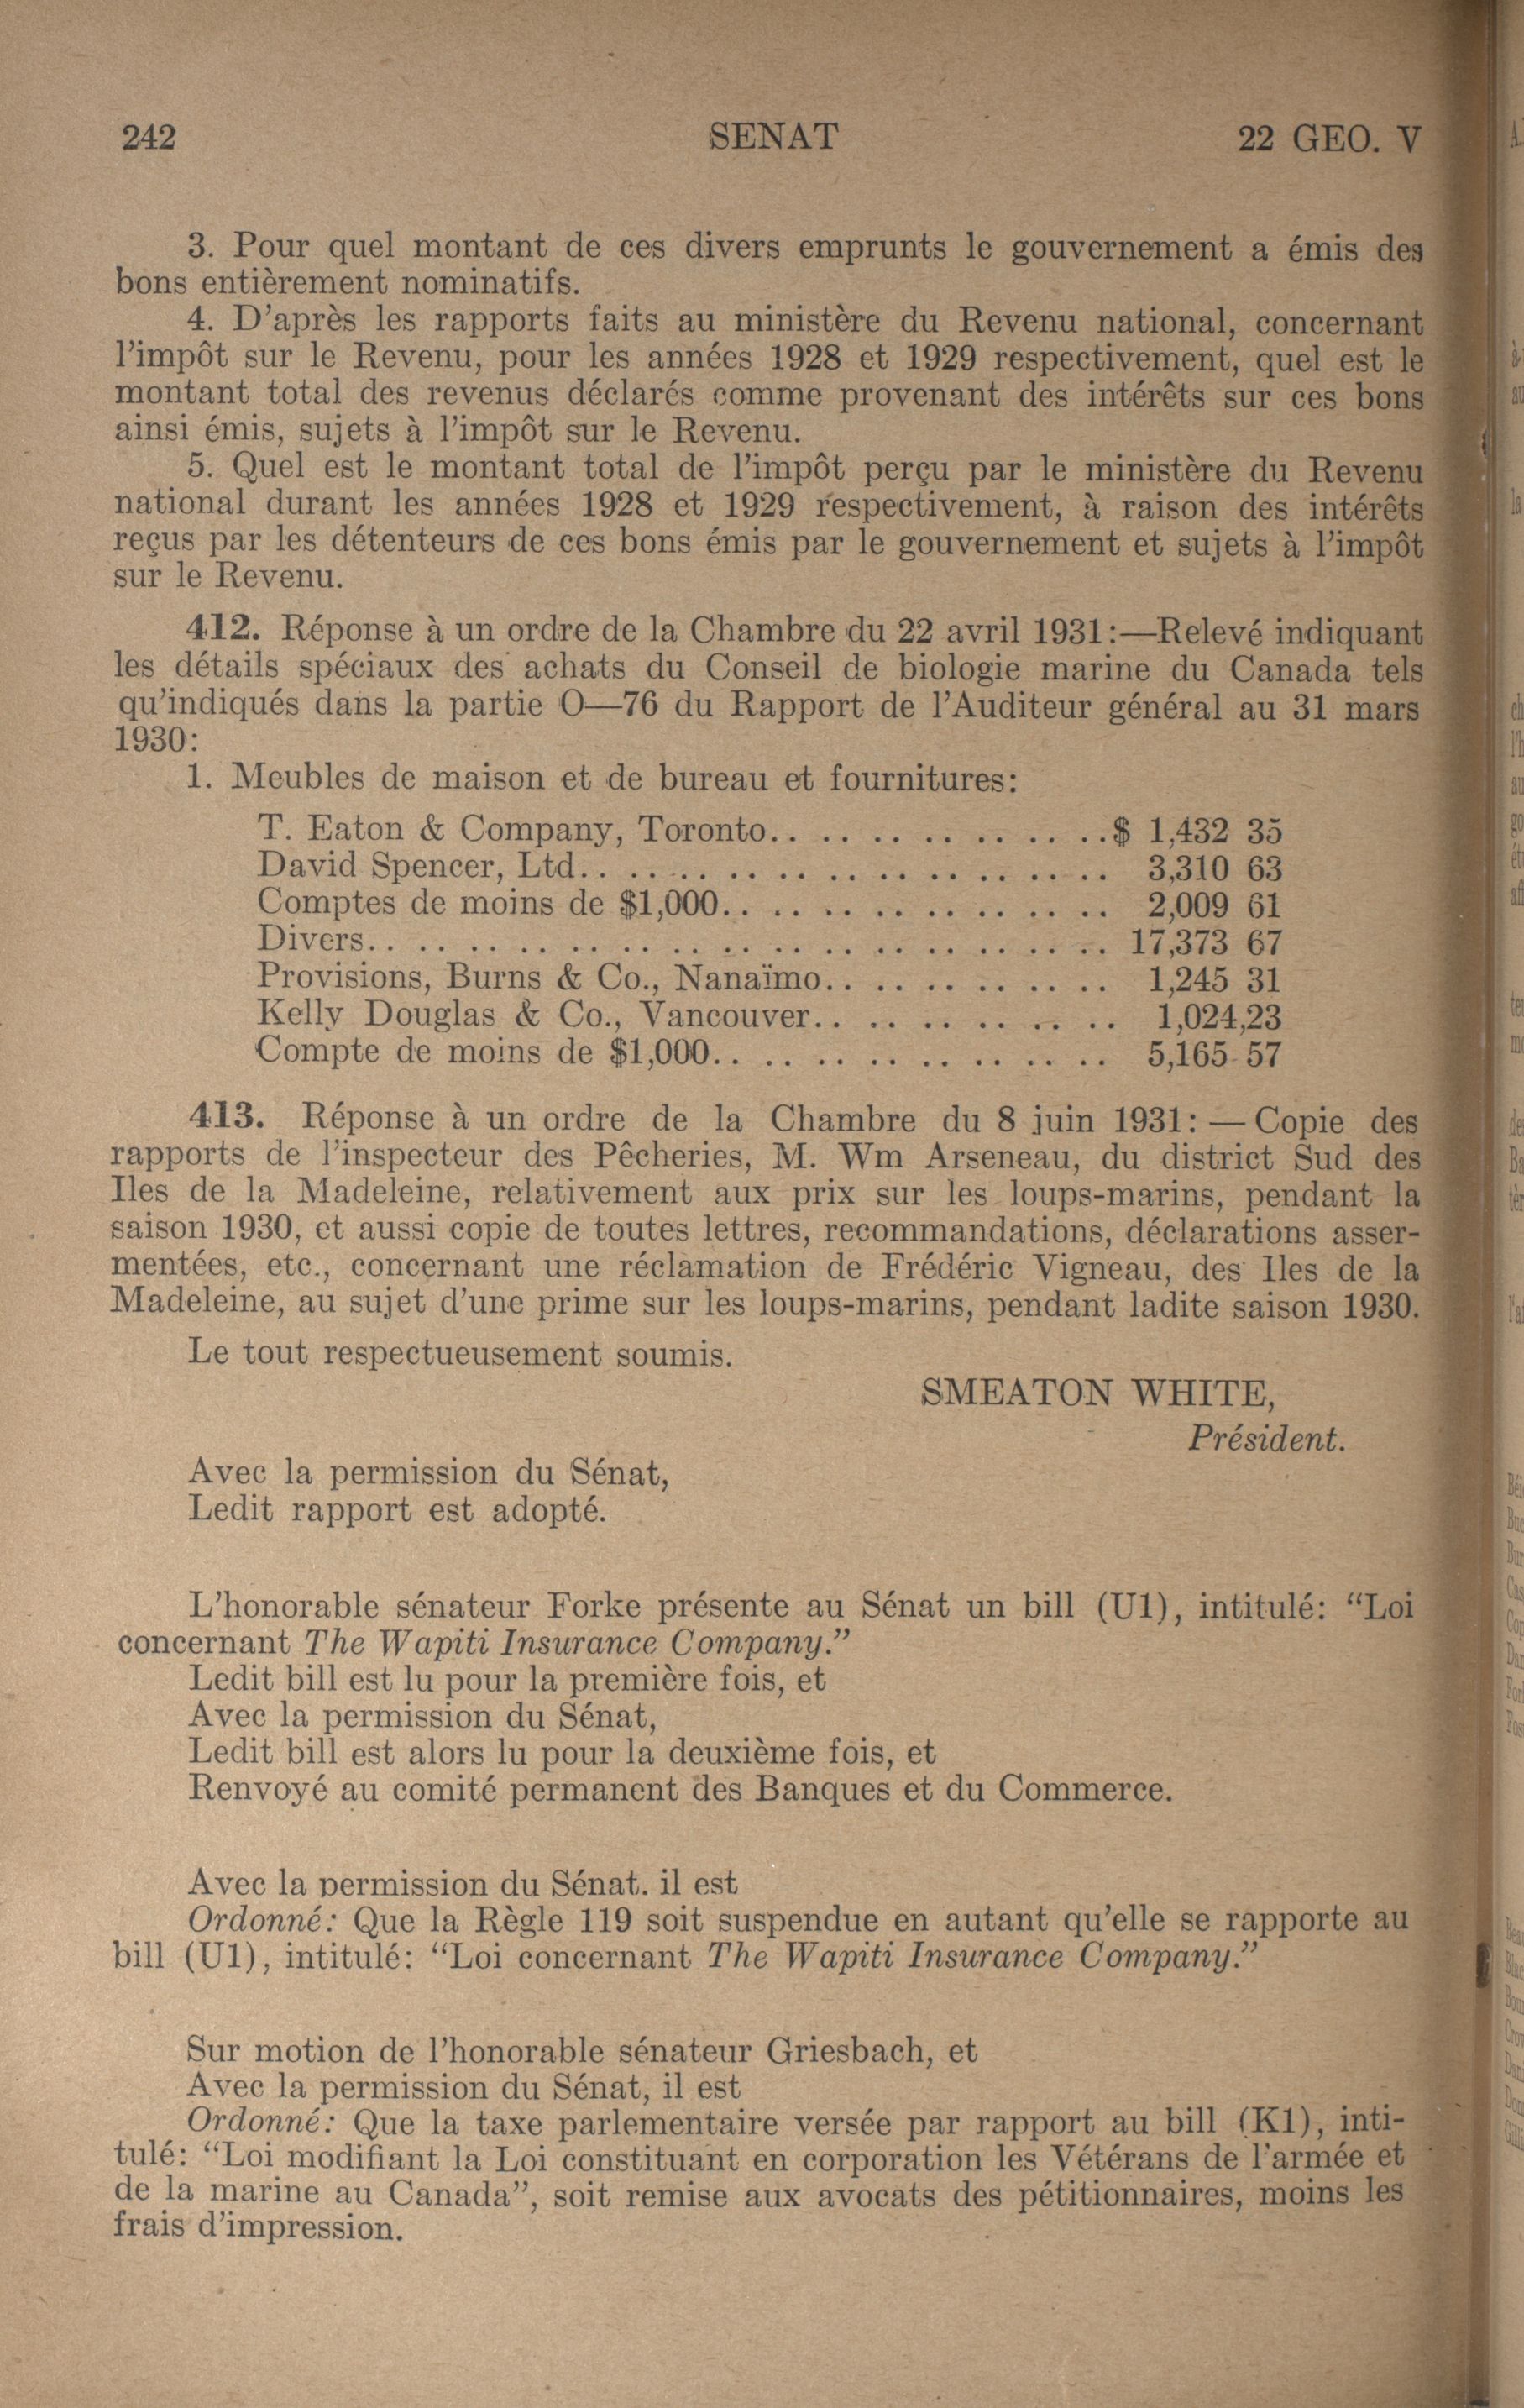 242 SENAT 22 GEO. V
3. Pour quel montant de ces divers emprunts le gouvernement a émis des
bons entièrement nominatifs.
4. D'après les rapports faits au ministère du Revenu national, concernant
l'impôt sur le Revenu, pour les années 1928 et 1929 respectivement, quel est le
montant total des revenus déclarés comme provenant des intérêts sur ces bons
ainsi émis, sujets à l'impôt sur le Revenu.
5. Quel est le montant total de l'impôt perçu par le ministère du Revenu
national durant les années 1928 et 1929 respectivement, à raison des intérêts
reçus par les détenteurs de ces bons émis par le gouvernement et sujets à l'impôt
sur le Revenu.
412. Réponse à un ordre de la Chambre du 22 avril 1931:—Relevé indiquant
les détails spéciaux des achats du Conseil de biologie marine du Canada tels
qu'indiqués dans la partie O—76 du Rapport de l'Auditeur général au 31 mars
1930:
1. Meubles de maison et de bureau et fournitures:
T. Eaton & Company, Toronto.. .. .. .. .. .. .. ..$ 1,432 35
David Spencer, Ltd.. .. .. .. .. .. .. .. .. .. .. 3,310 63
Comptes de moins de $1,000.. .. .. .. .. .. .. .. 2,009 61
Divers.. .. .. .. .. .. .. .. .. .. .. .. .. .. .. 17,373 67
Provisions, Burns & Co., Nanaïmo.. .. .. .. .. .. 1,245 31
Kelly Douglas & Co., Vancouver.. .. .. .. .. .. .. 1,024,23
Compte de moins de $1,000.. .. .. .. .. .. .. .. 5,165 57
413. Réponse à un ordre de la Chambre du 8 juin 1931: — Copie des
rapports de l'inspecteur des Pêcheries, M. Wm Arseneau, du district Sud des
Iles de la Madeleine, relativement aux prix sur les loups-marins, pendant la
saison 1930, et aussi copie de toutes lettres, recommandations, déclarations asser-
mentées, etc., concernant une réclamation de Frédéric Vigneau, des Iles de la
Madeleine, au sujet d'une prime sur les loups-marins, pendant ladite saison 1930.
Le tout respectueusement soumis.
SMEATON WHITE,
Président.
Avec la permission du Sénat,
Ledit rapport est adopté.
L'honorable sénateur Forke présente au Sénat un bill (U1), intitulé: "Loi
concernant The Wapiti Insurance Company."
Ledit bill est lu pour la première fois, et
Avec la permission du Sénat,
Ledit bill est alors lu pour la deuxième fois, et
Renvoyé au comité permanent des Banques et du Commerce.
Avec la permission du Sénat. il est
Ordonné: Que la Règle 119 soit suspendue en autant qu'elle se rapporte au
bill (U1), intitulé: "Loi concernant The Wapiti Insurance Company."
Sur motion de l'honorable sénateur Griesbach, et
Avec la permission du Sénat, il est
Ordonné: Que la taxe parlementaire versée par rapport au bill (K1), inti-
tulé: "Loi modifiant la Loi constituant en corporation les Vétérans de l'armée et
de la marine au Canada", soit remise aux avocats des pétitionnaires, moins les
frais d'impression.